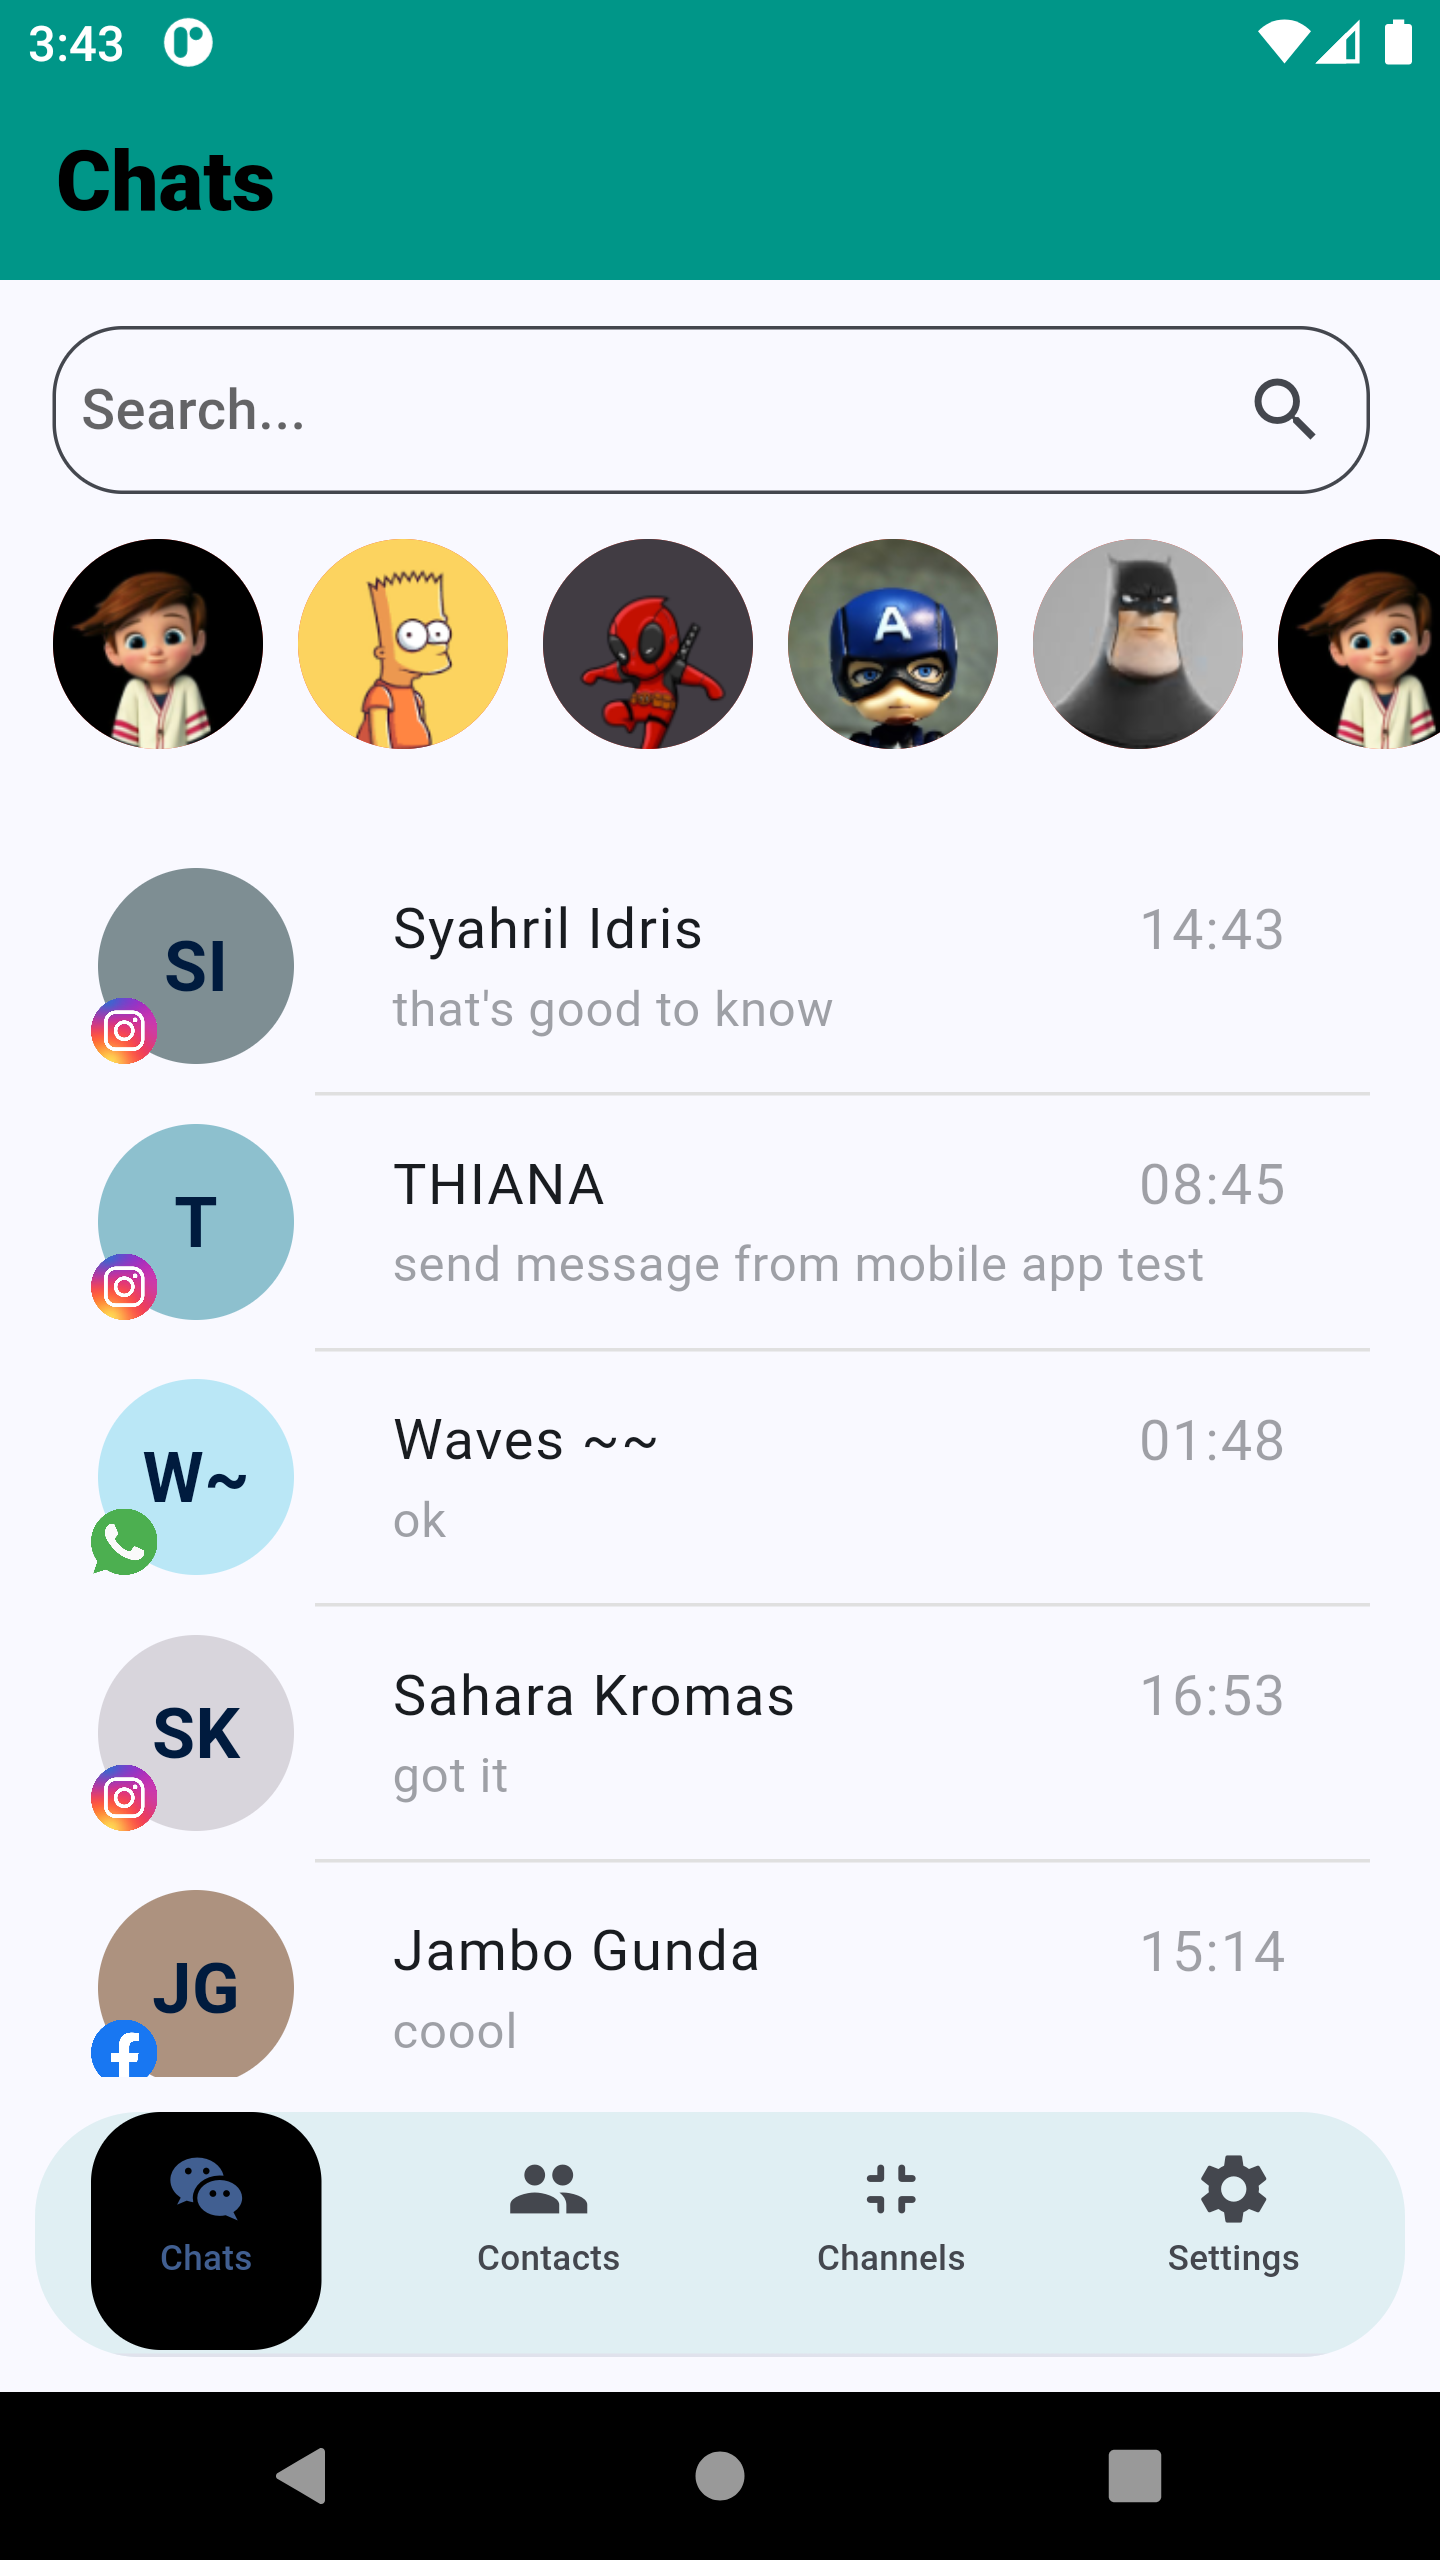 3:43
Chats
Search...
A
SI
Syahril Idris
14:43
that's good to know
T
THIANA
08:45
send message from mobile app test
W~
Waves ~~
01:48
ok
SK
Sahara Kromas
16:53
got it
JG
Jambo Gunda
15:14
coool
Chats
Contacts
Channels
Settings